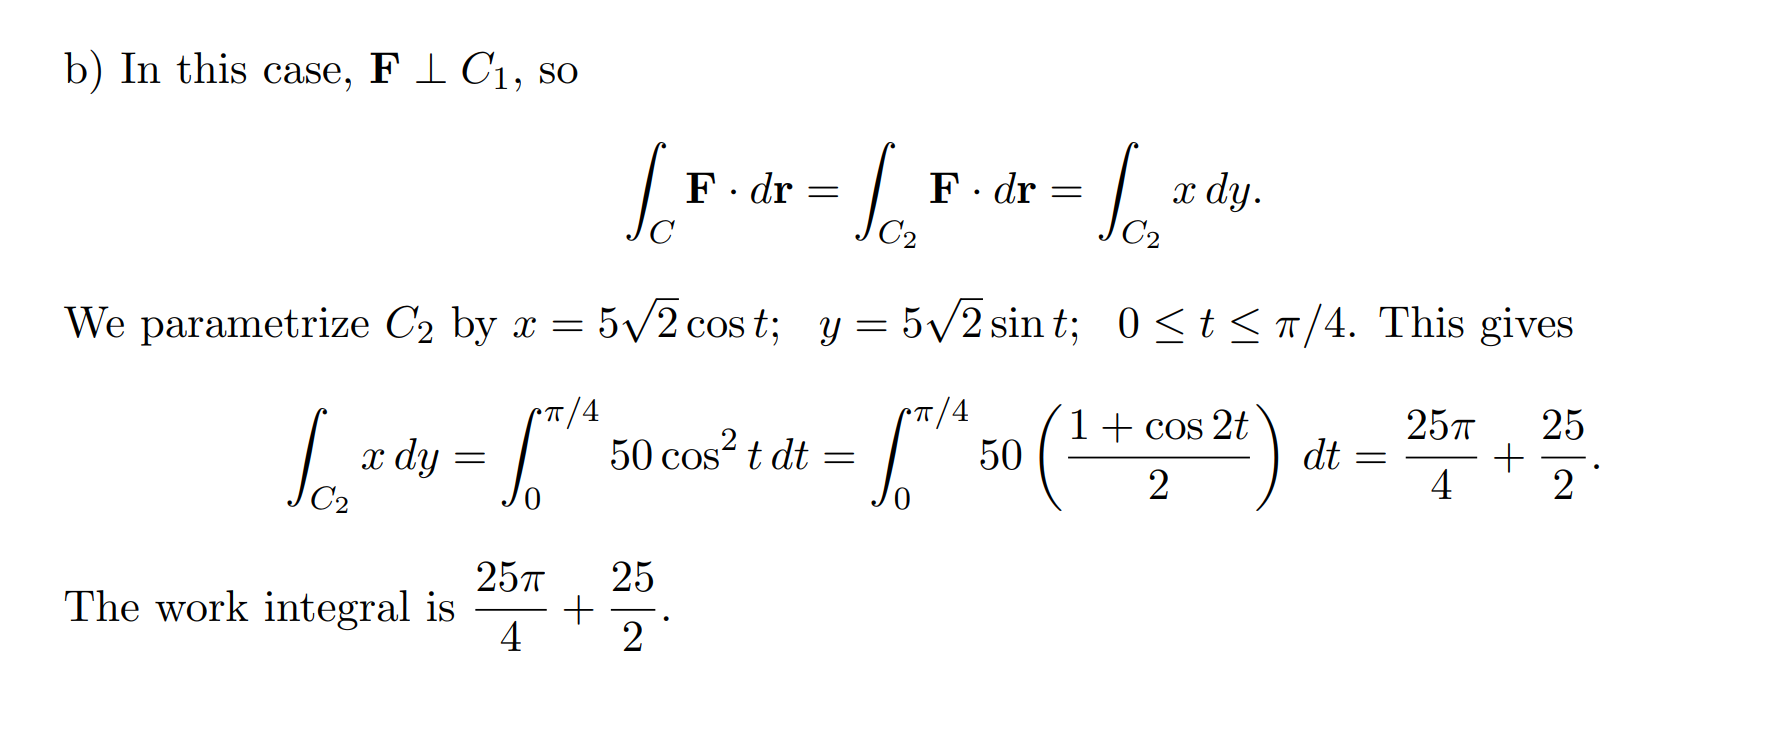 b) In this case, F ⊥ C₁, so
∫_C F · dr = ∫_{C₂} F · dr = ∫_{C₂} x dy.
We parametrize C₂ by x = 5√2 cos t; y = 5√2 sin t; 0 ≤ t ≤ π/4. This gives
∫_{C₂} x dy = ∫_0^{π/4} 50 cos² t dt = ∫_0^{π/4} 50 ((1 + cos 2t)/2) dt = 25π/4 + 25/2.
The work integral is 25π/4 + 25/2.